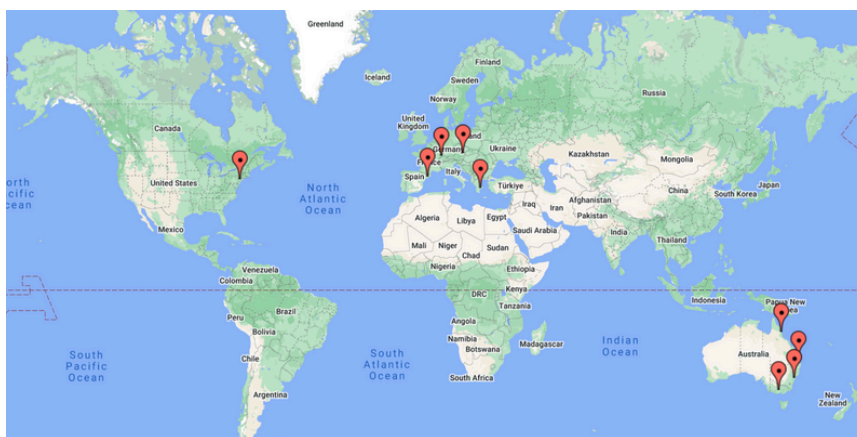 Greenland
Iceland
Finland
Sweden
Norway
Russia
United
Kingdom
Canada
Germany
Ukraine
France
Kazakhstan
Mongolia
Spain
Italy
Türkiye
United States
North
Atlantic
Ocean
Japan
South Korea
China
Iraq
Iran
Afghanistan
Pakistan
Algeria
Libya
Egypt
Saudi Arabia
India
Mexico
Mali
Niger
Sudan
Chad
Thailand
Nigeria
Ethiopia
Venezuela
Colombia
Kenya
DRC
Tanzania
Indonesia
Papua New
Brazil
Peru
Angola
Bolivia
Namibia
Botswana
Madagascar
Indian
Ocean
Australia
South
Pacific
Ocean
Chile
South
Atlantic
Ocean
South Africa
Argentina
New
Zealand